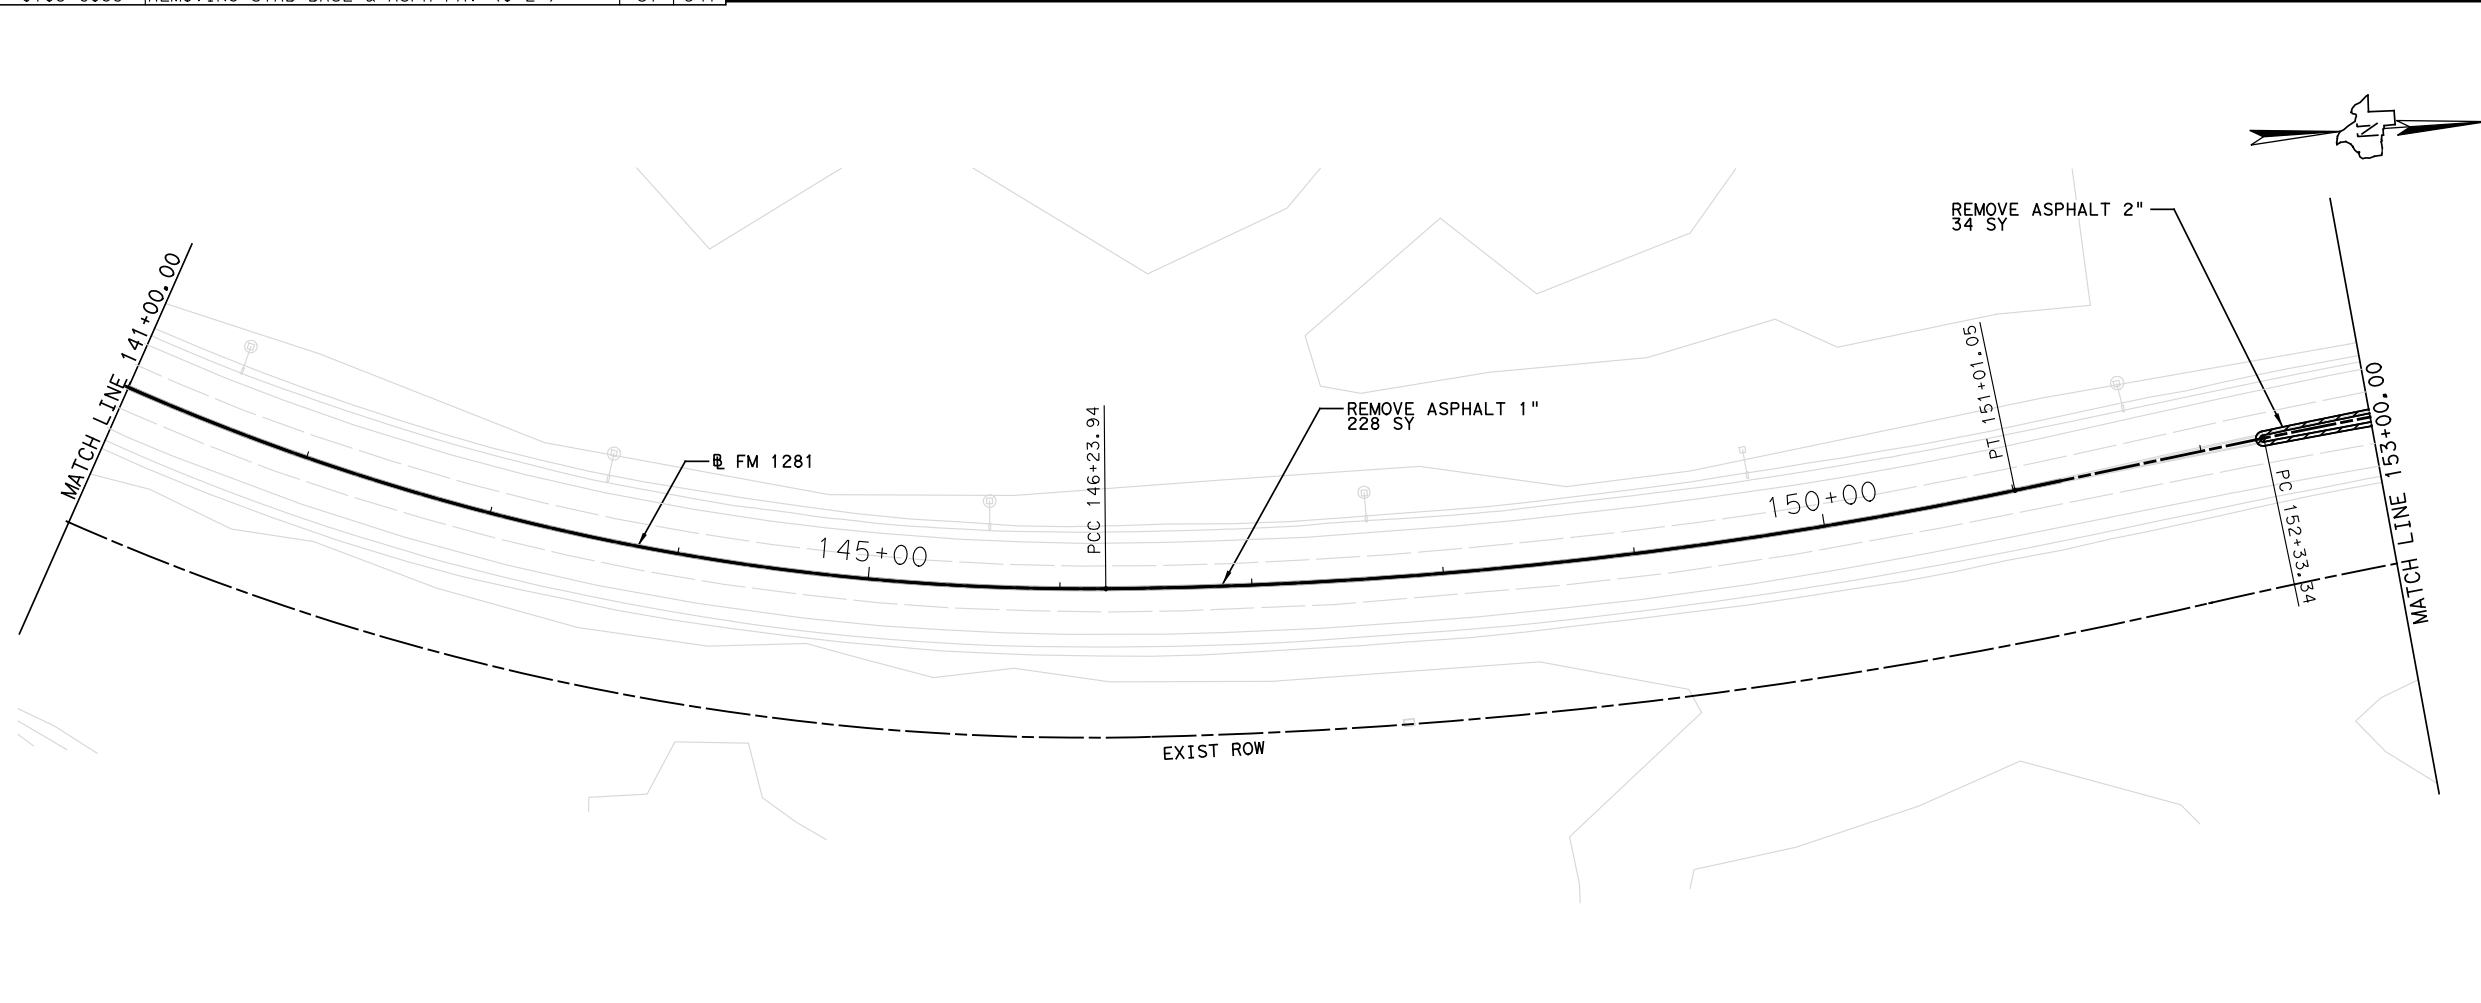 N
REMOVE ASPHALT 2"
34 SY
MATCH LINE 141+00.00
REMOVE ASPHALT 1"
228 SY
℄ FM 1281
PCC 146+23.94
PT 151+01.05
145+00
150+00
PC 152+33.34
MATCH LINE 153+00.00
EXIST ROW